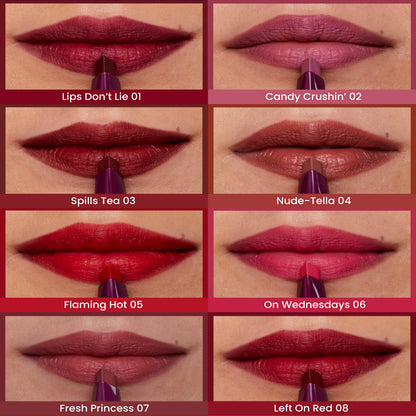 Lips Don't Lie 01
Candy Crushin' 02
Spills Tea 03
Nude-Tella 04
Flaming Hot 05
On Wednesdays 06
Fresh Princess 07
Left On Red 08